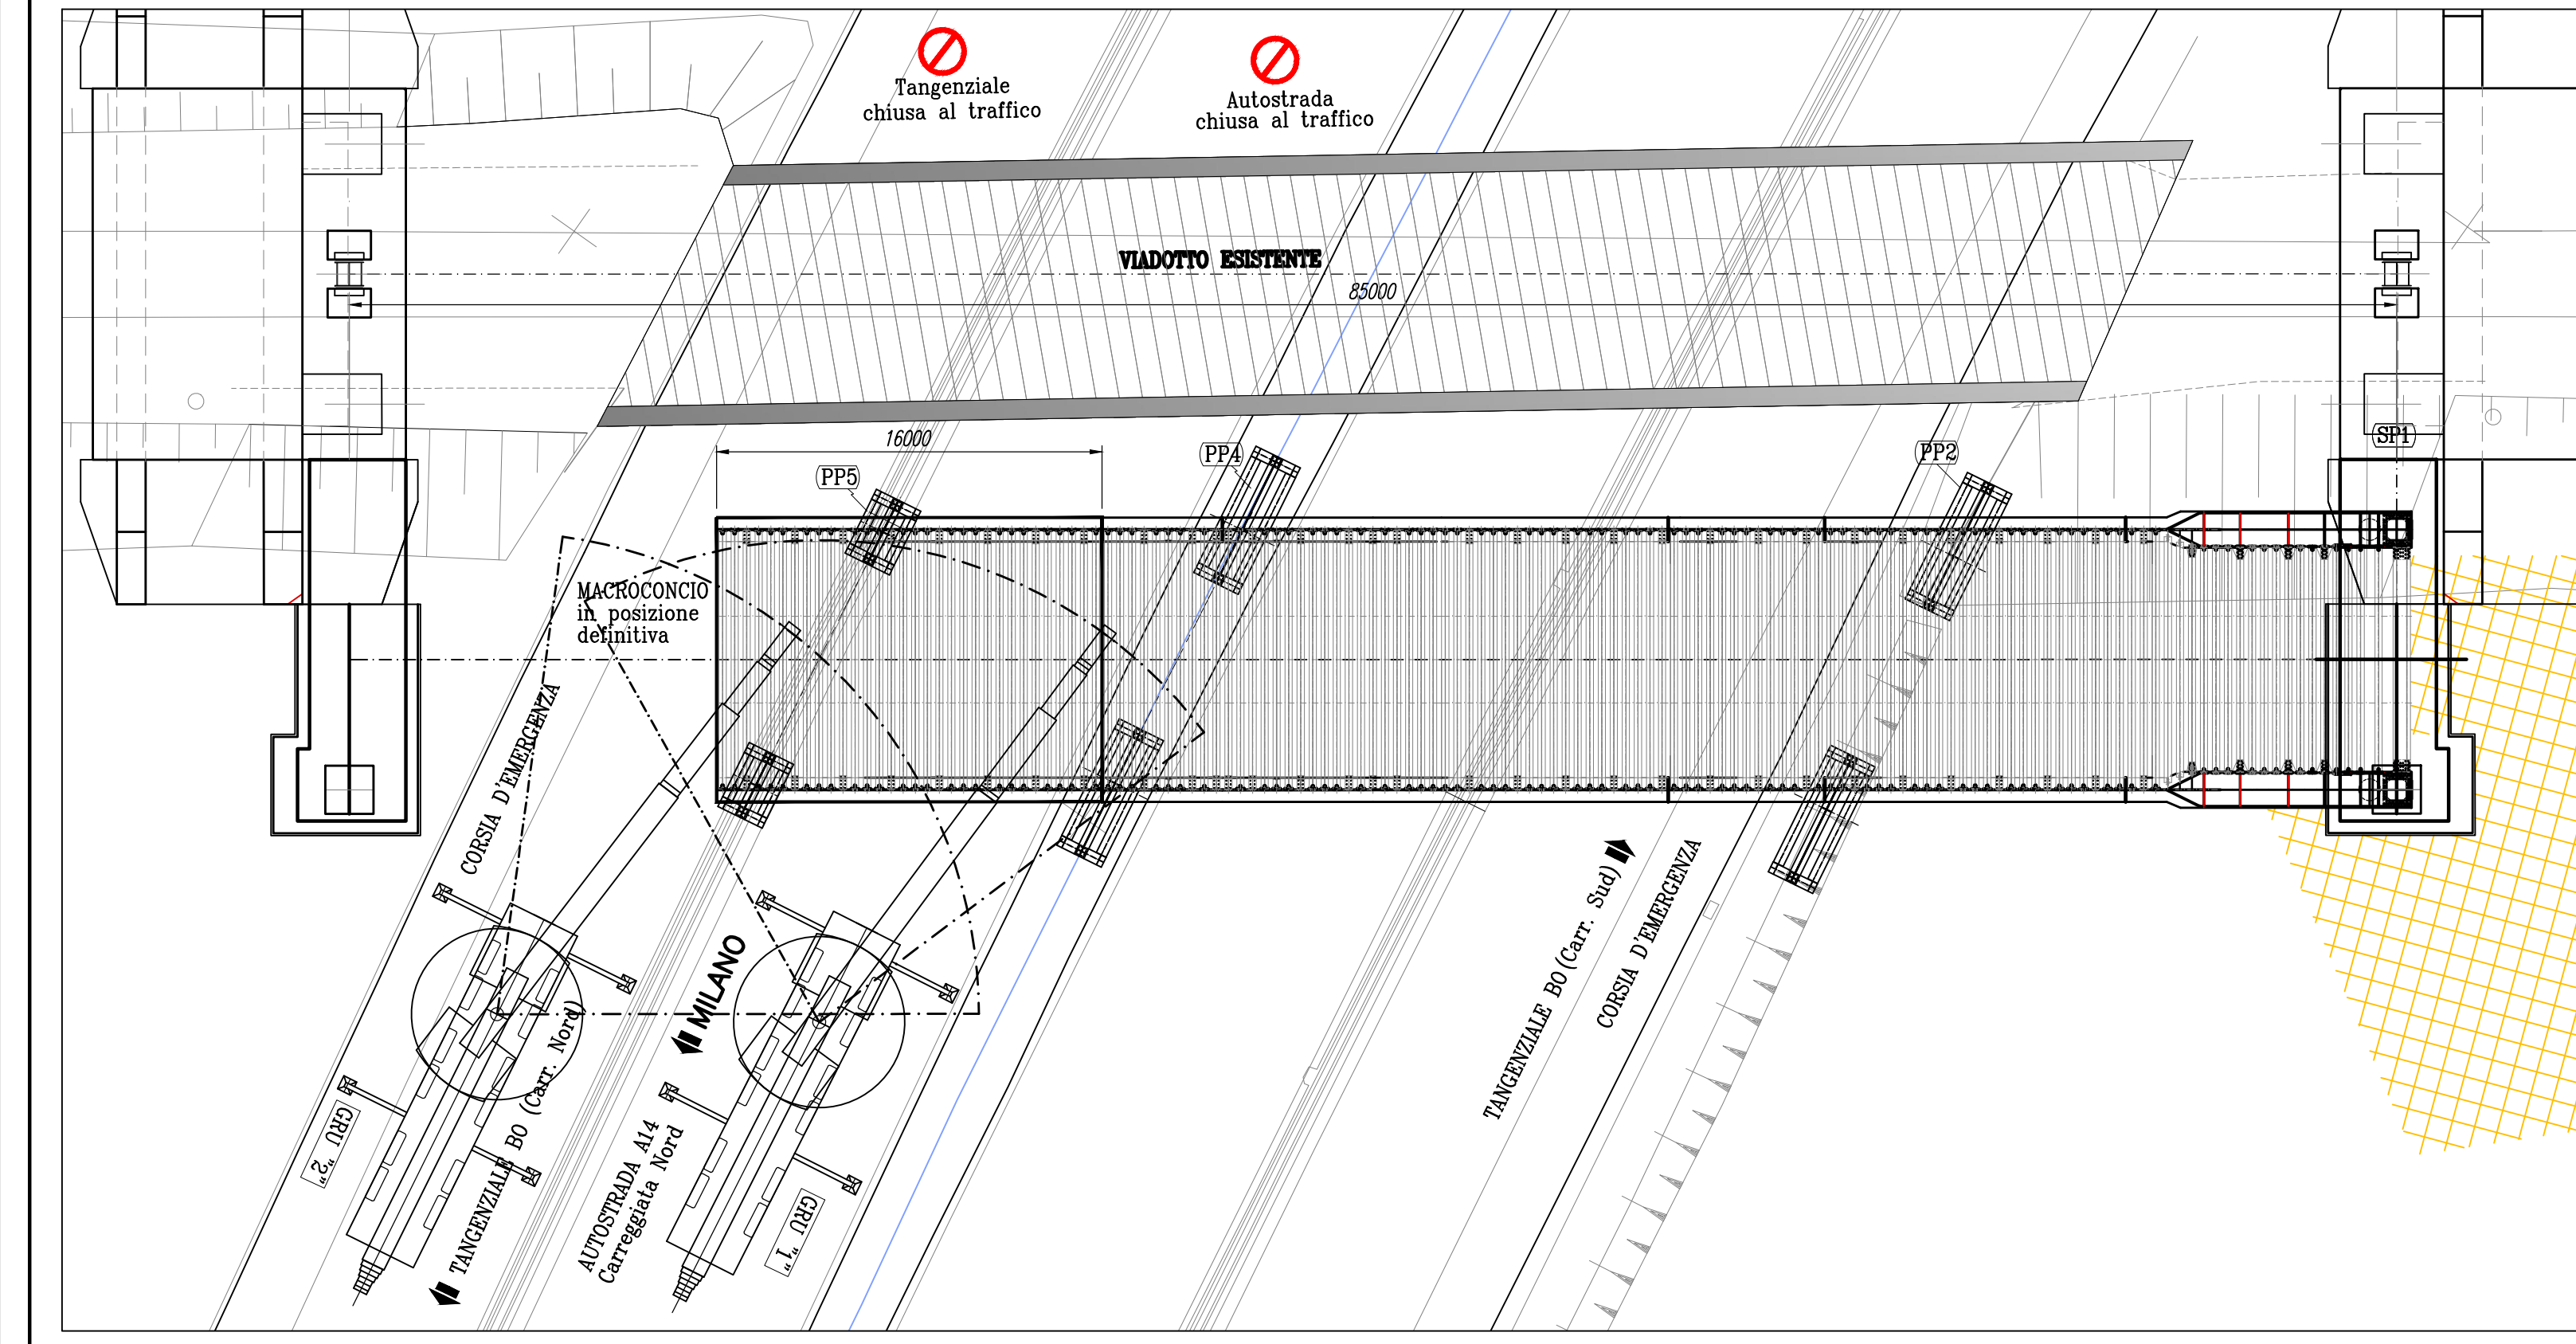 Tangenziale
chiusa al traffico
Autostrada
chiusa al traffico
VIADOTTO ESISTENTE
85000
16000
PP5
PP4
PP2
SP1
MACROCONCIO
in posizione
definitiva
CORSIA D'EMERGENZA
MILANO
TANGENZIALE BO (Carr. Nord)
AUTOSTRADA A14
Carreggiata Nord
GRU "2"
GRU "1"
TANGENZIALE BO (Carr. Sud)
CORSIA D'EMERGENZA